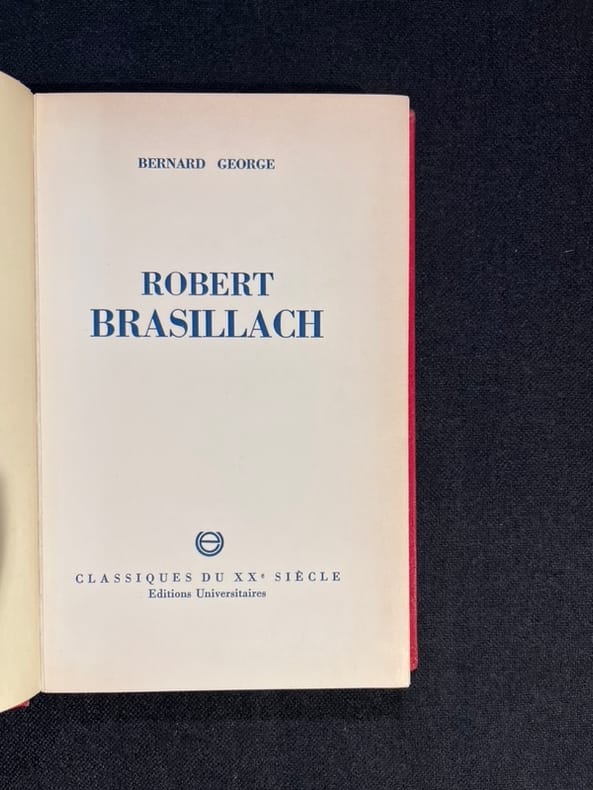 BERNARD GEORGE
ROBERT
BRASILLACH
CLASSIQUES DU XXe SIÈCLE
Editions Universitaires